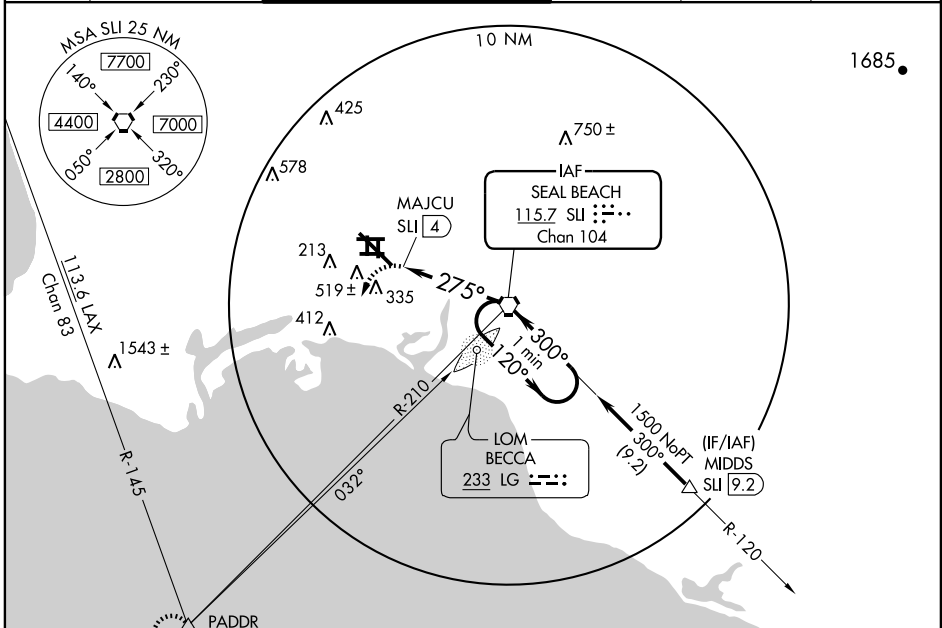 MSA SLI 25 NM
7700
140°
230°
4400
7000
050°
320°
2800
10 NM
1685
425
750 ±
578
IAF
SEAL BEACH
115.7 SLI
Chan 104
MAJCU
SLI 4
213
519 ±
335
412
275°
113.6 LAX
Chan 83
1543 ±
300°
1 min
120°
R-210
032°
1500 NoPT
300°
(9.2)
(IF/IAF)
MIDDS
SLI 9.2
LOM
BECCA
233 LG
R-145
R-120
PADDR